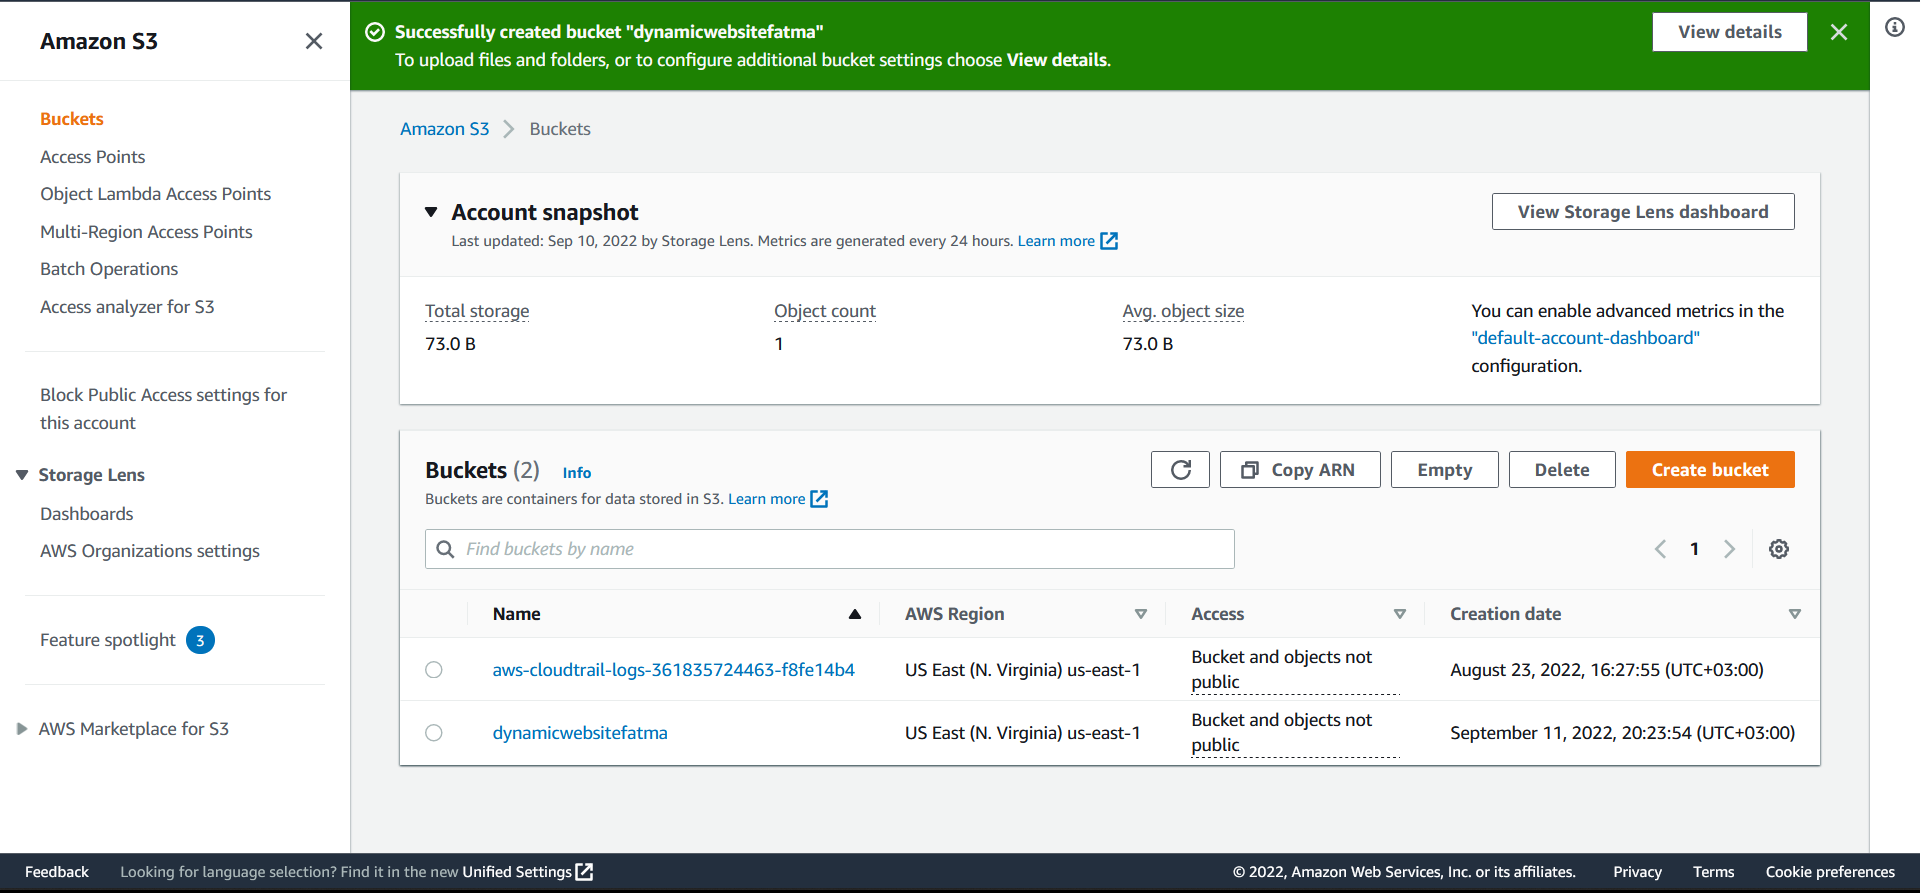 Amazon S3
Buckets
Access Points
Object Lambda Access Points
Multi-Region Access Points
Batch Operations
Access analyzer for S3
Block Public Access settings for
this account
Storage Lens
Dashboards
AWS Organizations settings
Feature spotlight 3
AWS Marketplace for S3
Successfully created bucket "dynamicwebsitefatma"
To upload files and folders, or to configure additional bucket settings choose View details.
View details
Amazon S3 Buckets
Account snapshot
Last updated: Sep 10, 2022 by Storage Lens. Metrics are generated every 24 hours. Learn more
View Storage Lens dashboard
Total storage
73.0 B
Object count
1
Avg. object size
73.0 B
You can enable advanced metrics in the
"default-account-dashboard"
configuration.
Buckets (2) Info
Buckets are containers for data stored in S3. Learn more
Copy ARN
Empty
Delete
Create bucket
Find buckets by name
1
Name AWS Region Access Creation date
aws-cloudtrail-logs-361835724463-f8fe14b4 US East (N. Virginia) us-east-1 Bucket and objects not
public
August 23, 2022, 16:27:55 (UTC+03:00)
dynamicwebsitefatma US East (N. Virginia) us-east-1 Bucket and objects not
public
September 11, 2022, 20:23:54 (UTC+03:00)
Feedback Looking for language selection? Find it in the new Unified Settings © 2022, Amazon Web Services, Inc. or its affiliates. Privacy Terms Cookie preferences